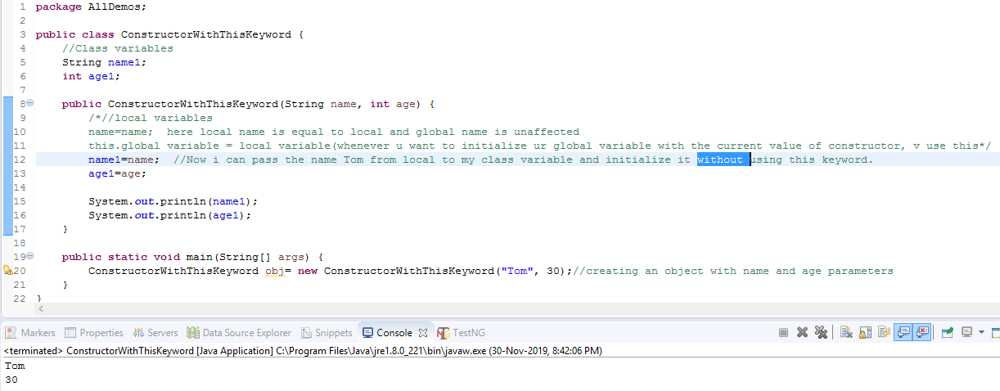 1 package AllDemos;
2
3 public class ConstructorWithThisKeyword {
4 //Class variables
5 String name1;
6 int age1;
7
8 public ConstructorWithThisKeyword(String name, int age) {
9 /*//local variables
10 name=name;  here local name is equal to local and global name is unaffected
11 this.global variable = local variable(whenever u want to initialize ur global variable with the current value of constructor, v use this*/
12 name1=name;  //Now i can pass the name Tom from local to my class variable and initialize it without using this keyword.
13 age1=age;
14
15 System.out.println(name1);
16 System.out.println(age1);
17 }
18
19 public static void main(String[] args) {
20 ConstructorWithThisKeyword obj= new ConstructorWithThisKeyword("Tom", 30);//creating an object with name and age parameters
21 }
22 }
Markers Properties Servers Data Source Explorer Snippets Console TestNG
<terminated> ConstructorWithThisKeyword [Java Application] C:\Program Files\Java\jre1.8.0_221\bin\javaw.exe (30-Nov-2019, 8:42:06 PM)
Tom
30